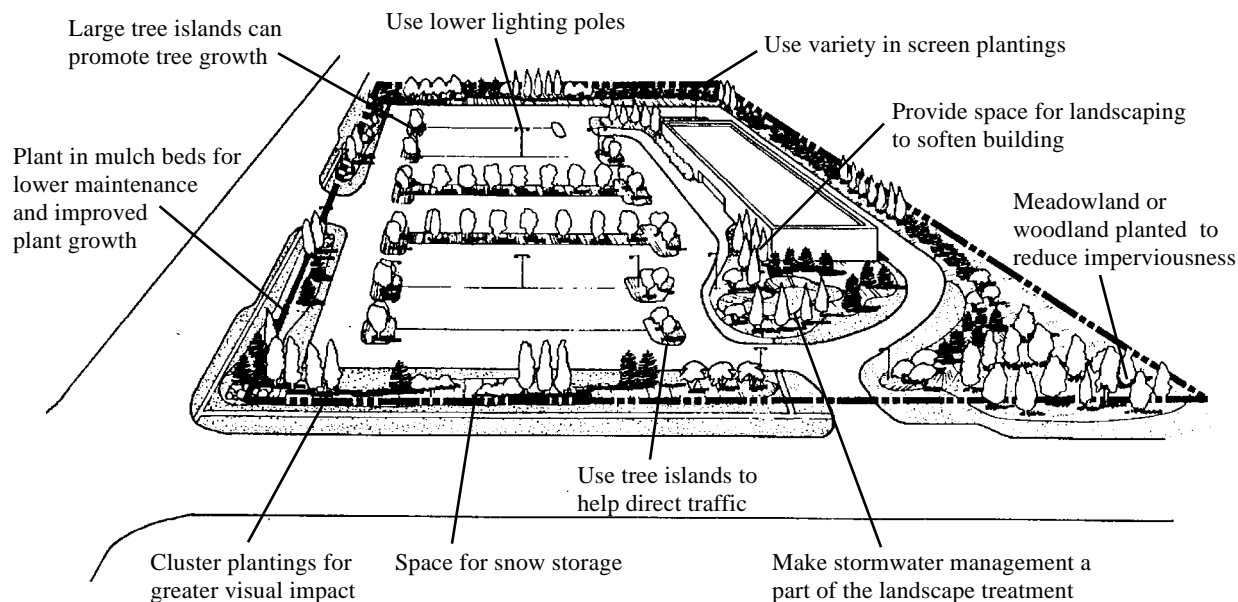 Large tree islands can
promote tree growth
Use lower lighting poles
Use variety in screen plantings
Provide space for landscaping
to soften building
Plant in mulch beds for
lower maintenance
and improved
plant growth
Meadowland or
woodland planted to
reduce imperviousness
Use tree islands to
help direct traffic
Cluster plantings for
greater visual impact
Space for snow storage
Make stormwater management a
part of the landscape treatment